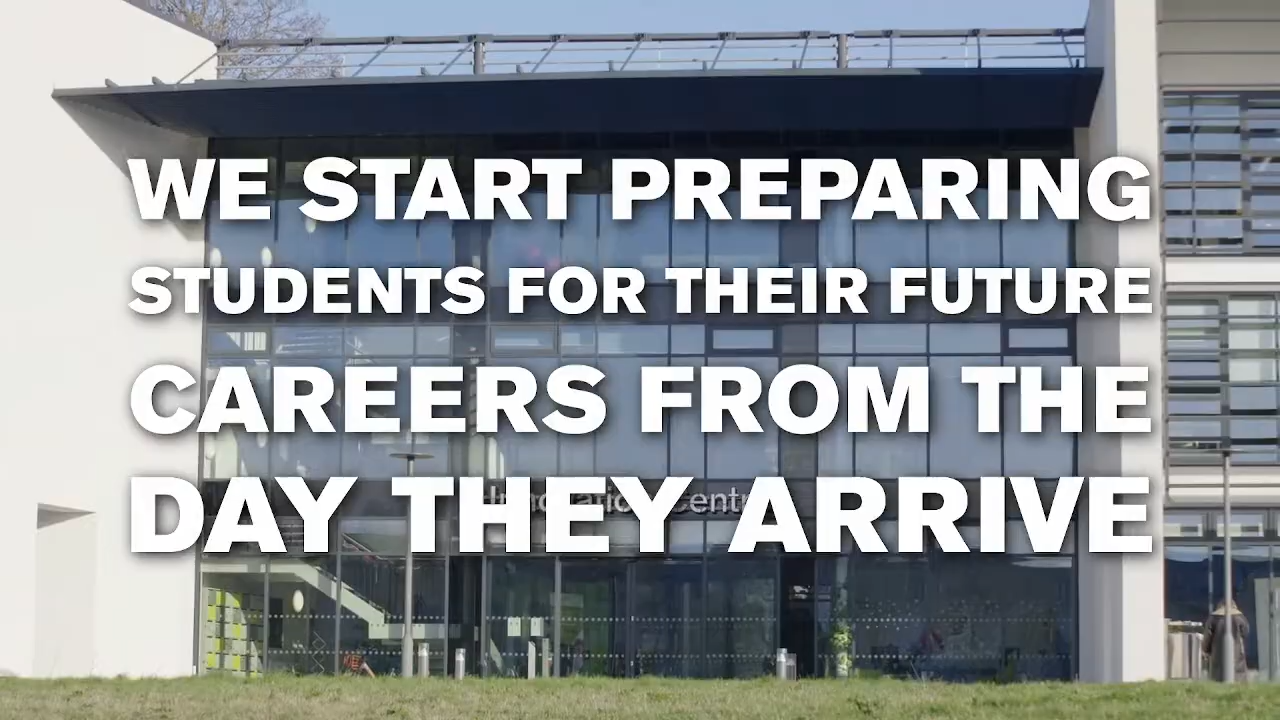 WE START PREPARING
STUDENTS FOR THEIR FUTURE
CAREERS FROM THE
DAY THEY ARRIVE